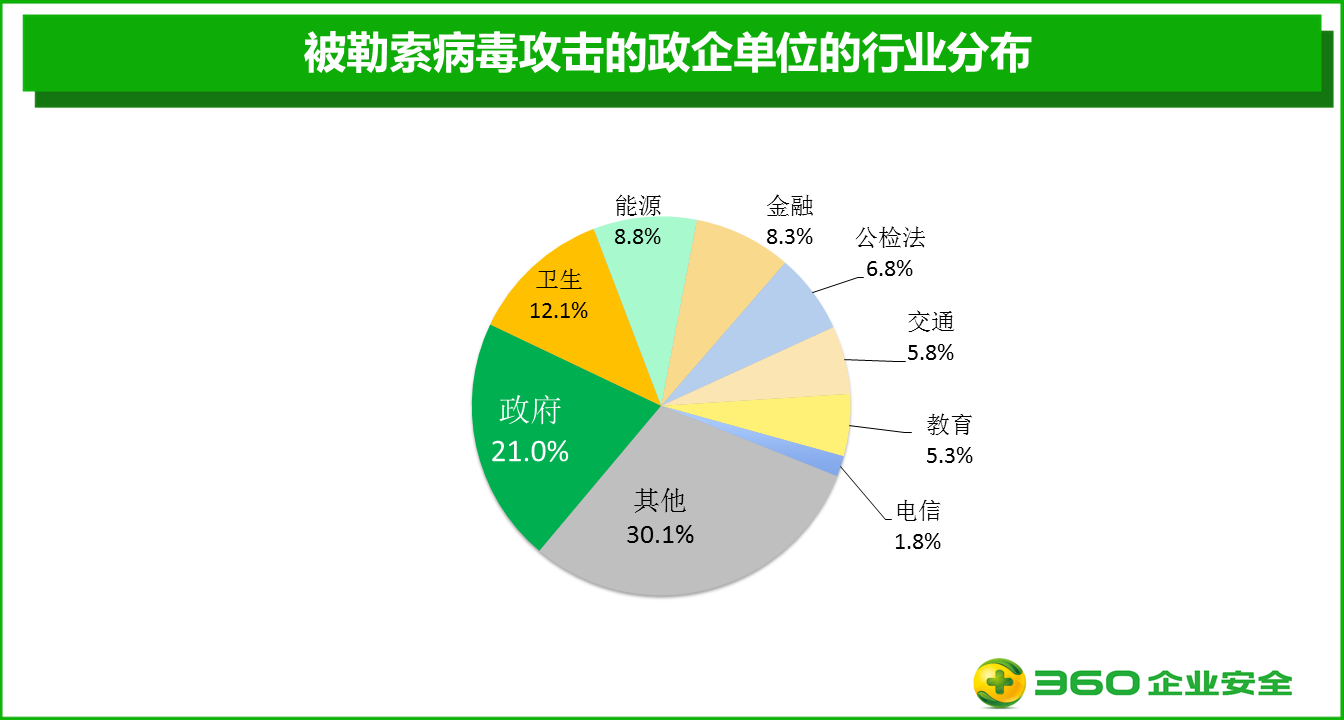 被勒索病毒攻击的政企单位的行业分布
能源
8.8%
金融
8.3%
公检法
6.8%
卫生
12.1%
交通
5.8%
政府
21.0%
教育
5.3%
其他
30.1%
电信
1.8%
360企业安全